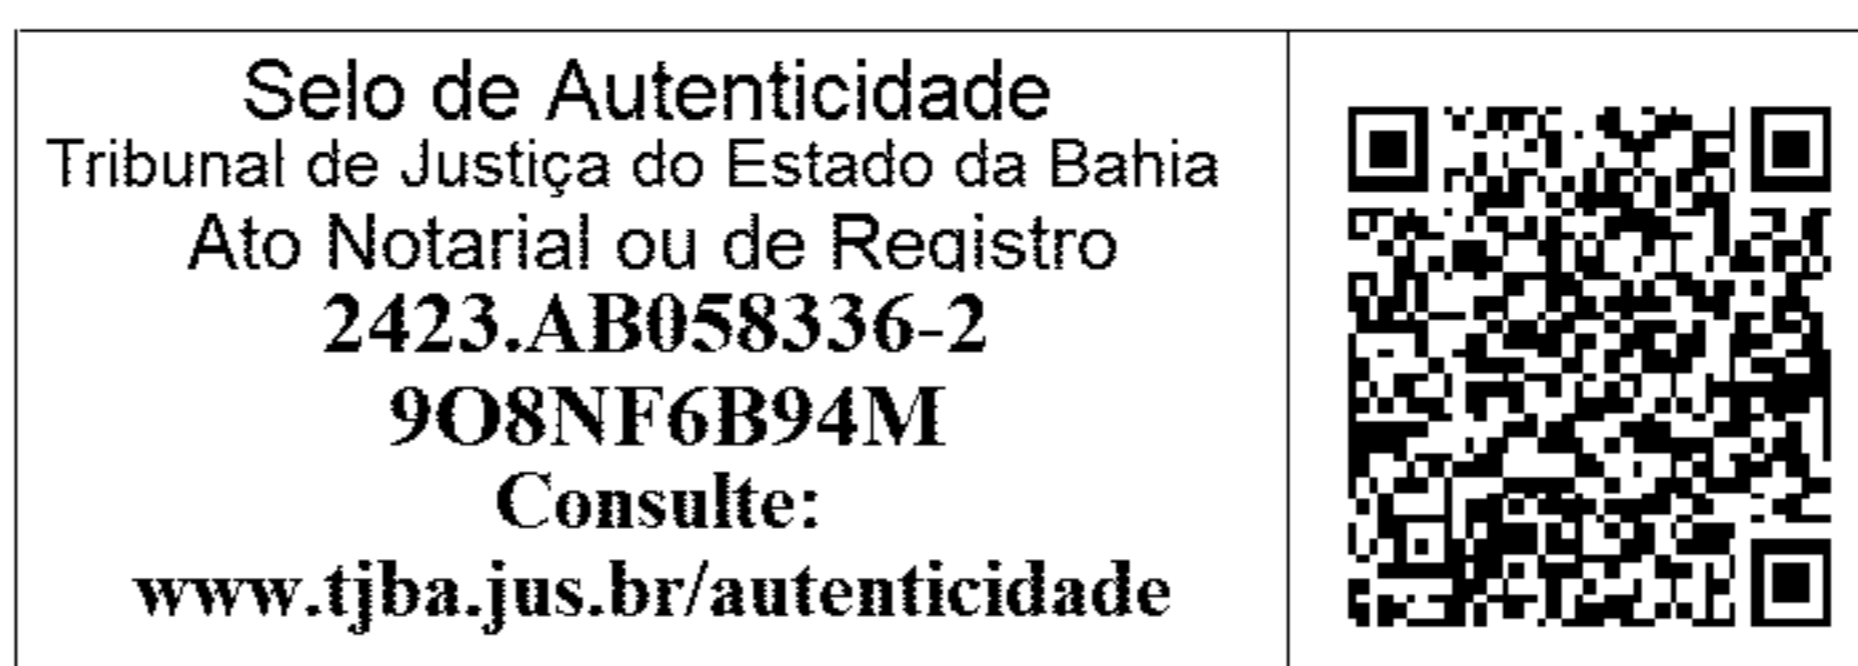 Selo de Autenticidade
Tribunal de Justiça do Estado da Bahia
Ato Notarial ou de Registro
2423.AB058336-2
9O8NF6B94M
Consulte:
www.tjba.jus.br/autenticidade